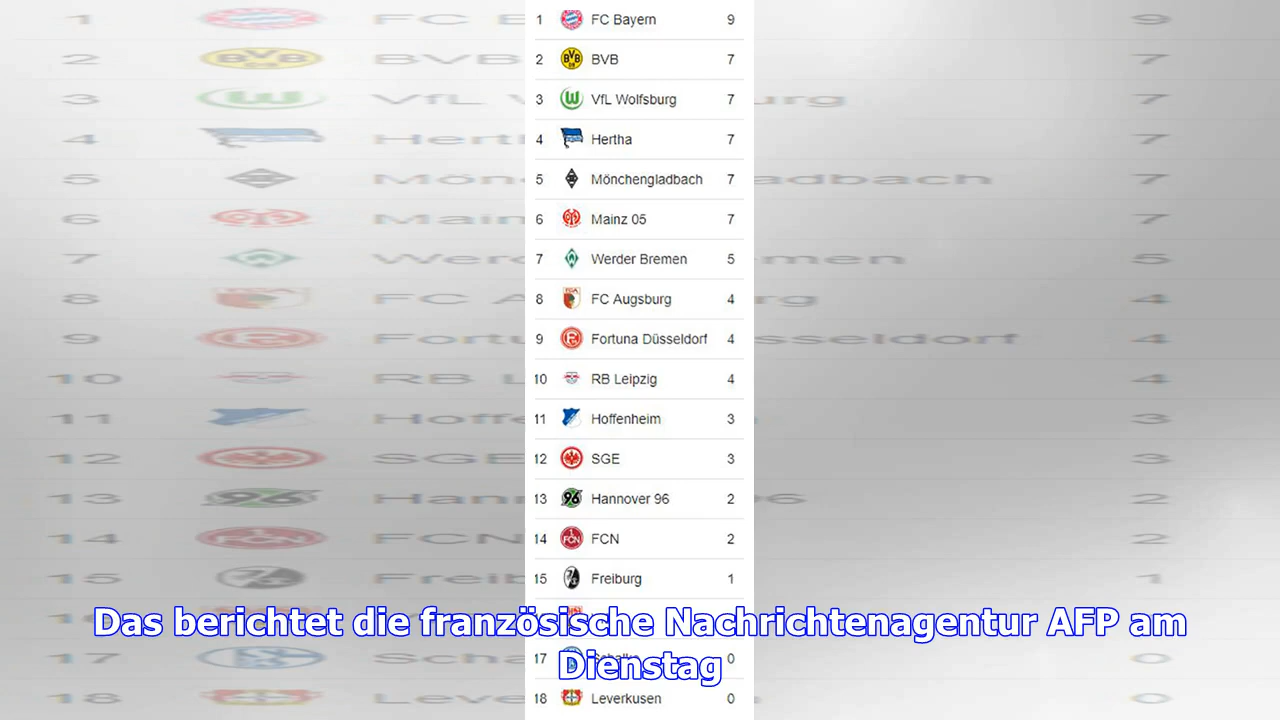 1 FC Bayern 9
2 BVB 7
3 VfL Wolfsburg 7
4 Hertha 7
5 Mönchengladbach 7
6 Mainz 05 7
7 Werder Bremen 5
8 FC Augsburg 4
9 Fortuna Düsseldorf 4
10 RB Leipzig 4
11 Hoffenheim 3
12 SGE 3
13 Hannover 96 2
14 FCN 2
15 Freiburg 1
Das berichtet die französische Nachrichtenagentur AFP am
17 Schalke 0
Dienstag
18 Leverkusen 0